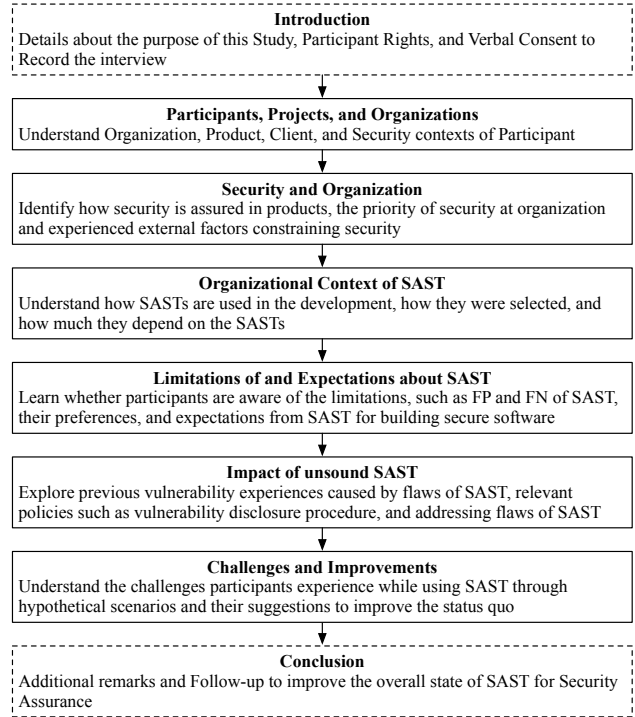 Introduction
Details about the purpose of this Study, Participant Rights, and Verbal Consent to
Record the interview
Participants, Projects, and Organizations
Understand Organization, Product, Client, and Security contexts of Participant
Security and Organization
Identify how security is assured in products, the priority of security at organization
and experienced external factors constraining security
Organizational Context of SAST
Understand how SASTs are used in the development, how they were selected, and
how much they depend on the SASTs
Limitations of and Expectations about SAST
Learn whether participants are aware of the limitations, such as FP and FN of SAST,
their preferences, and expectations from SAST for building secure software
Impact of unsound SAST
Explore previous vulnerability experiences caused by flaws of SAST, relevant
policies such as vulnerability disclosure procedure, and addressing flaws of SAST
Challenges and Improvements
Understand the challenges participants experience while using SAST through
hypothetical scenarios and their suggestions to improve the status quo
Conclusion
Additional remarks and Follow-up to improve the overall state of SAST for Security
Assurance